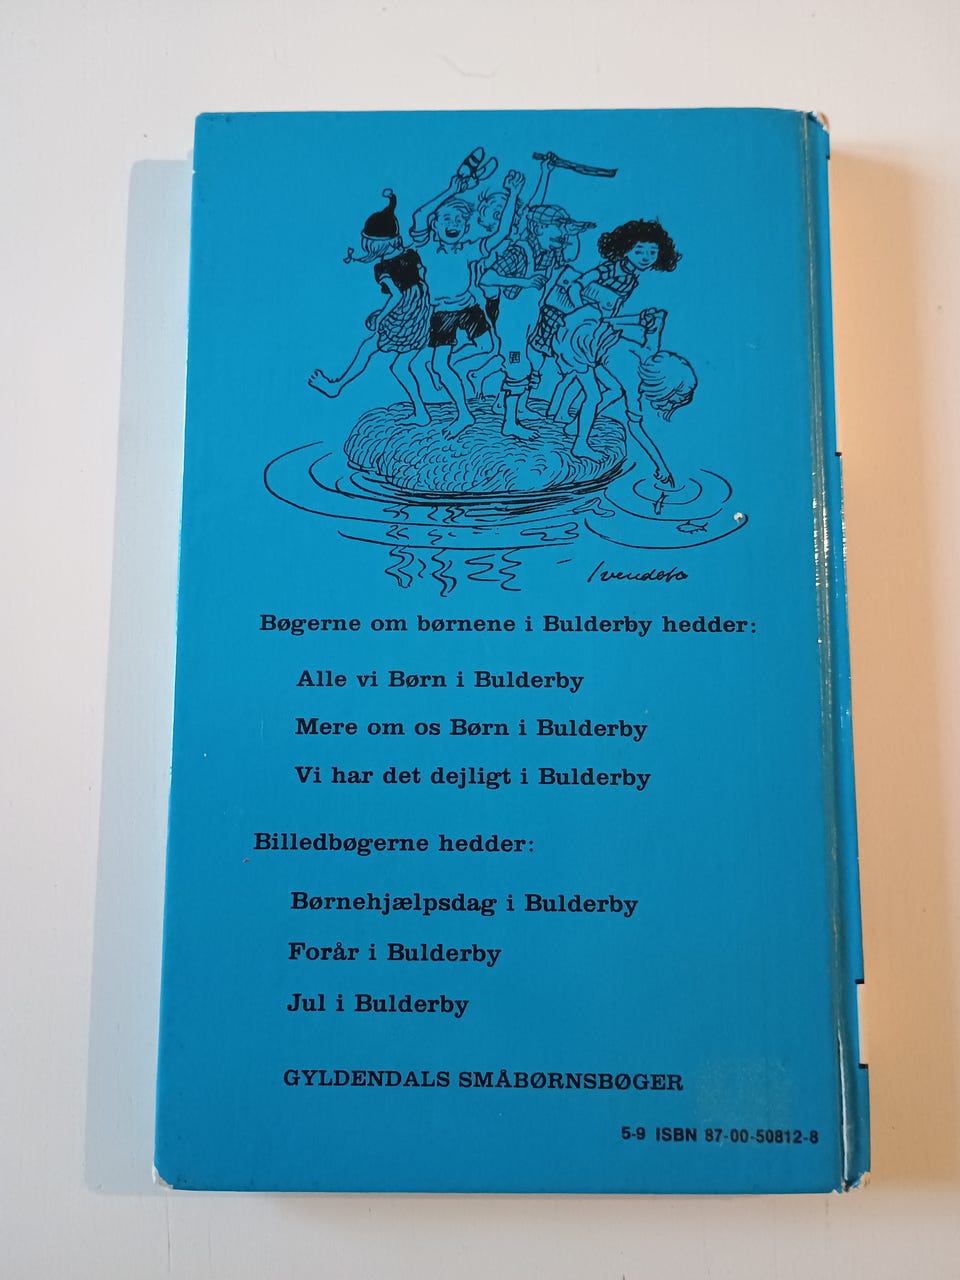 Bøgerne om børnene i Bulderby hedder:
Alle vi Børn i Bulderby
Mere om os Børn i Bulderby
Vi har det dejligt i Bulderby
Billedbøgerne hedder:
Børnehjælpsdag i Bulderby
Forår i Bulderby
Jul i Bulderby
GYLDENDALS SMÅBØRNSBØGER
5-9 ISBN 87-00-50812-8